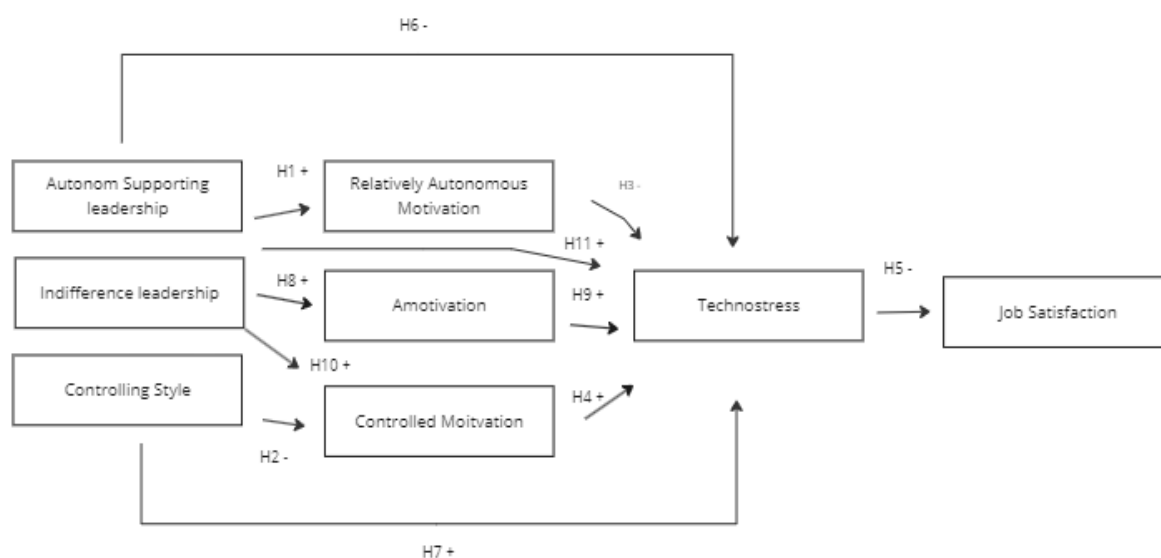 H6 -
Autonom Supporting
leadership
H1 +
Relatively Autonomous
Motivation
H3 -
H11 +
Indifference leadership
H8 +
Amotivation
H9 +
Technostress
H5 -
Job Satisfaction
H10 +
Controlling Style
H4 +
Controlled Moitvation
H2 -
H7 +